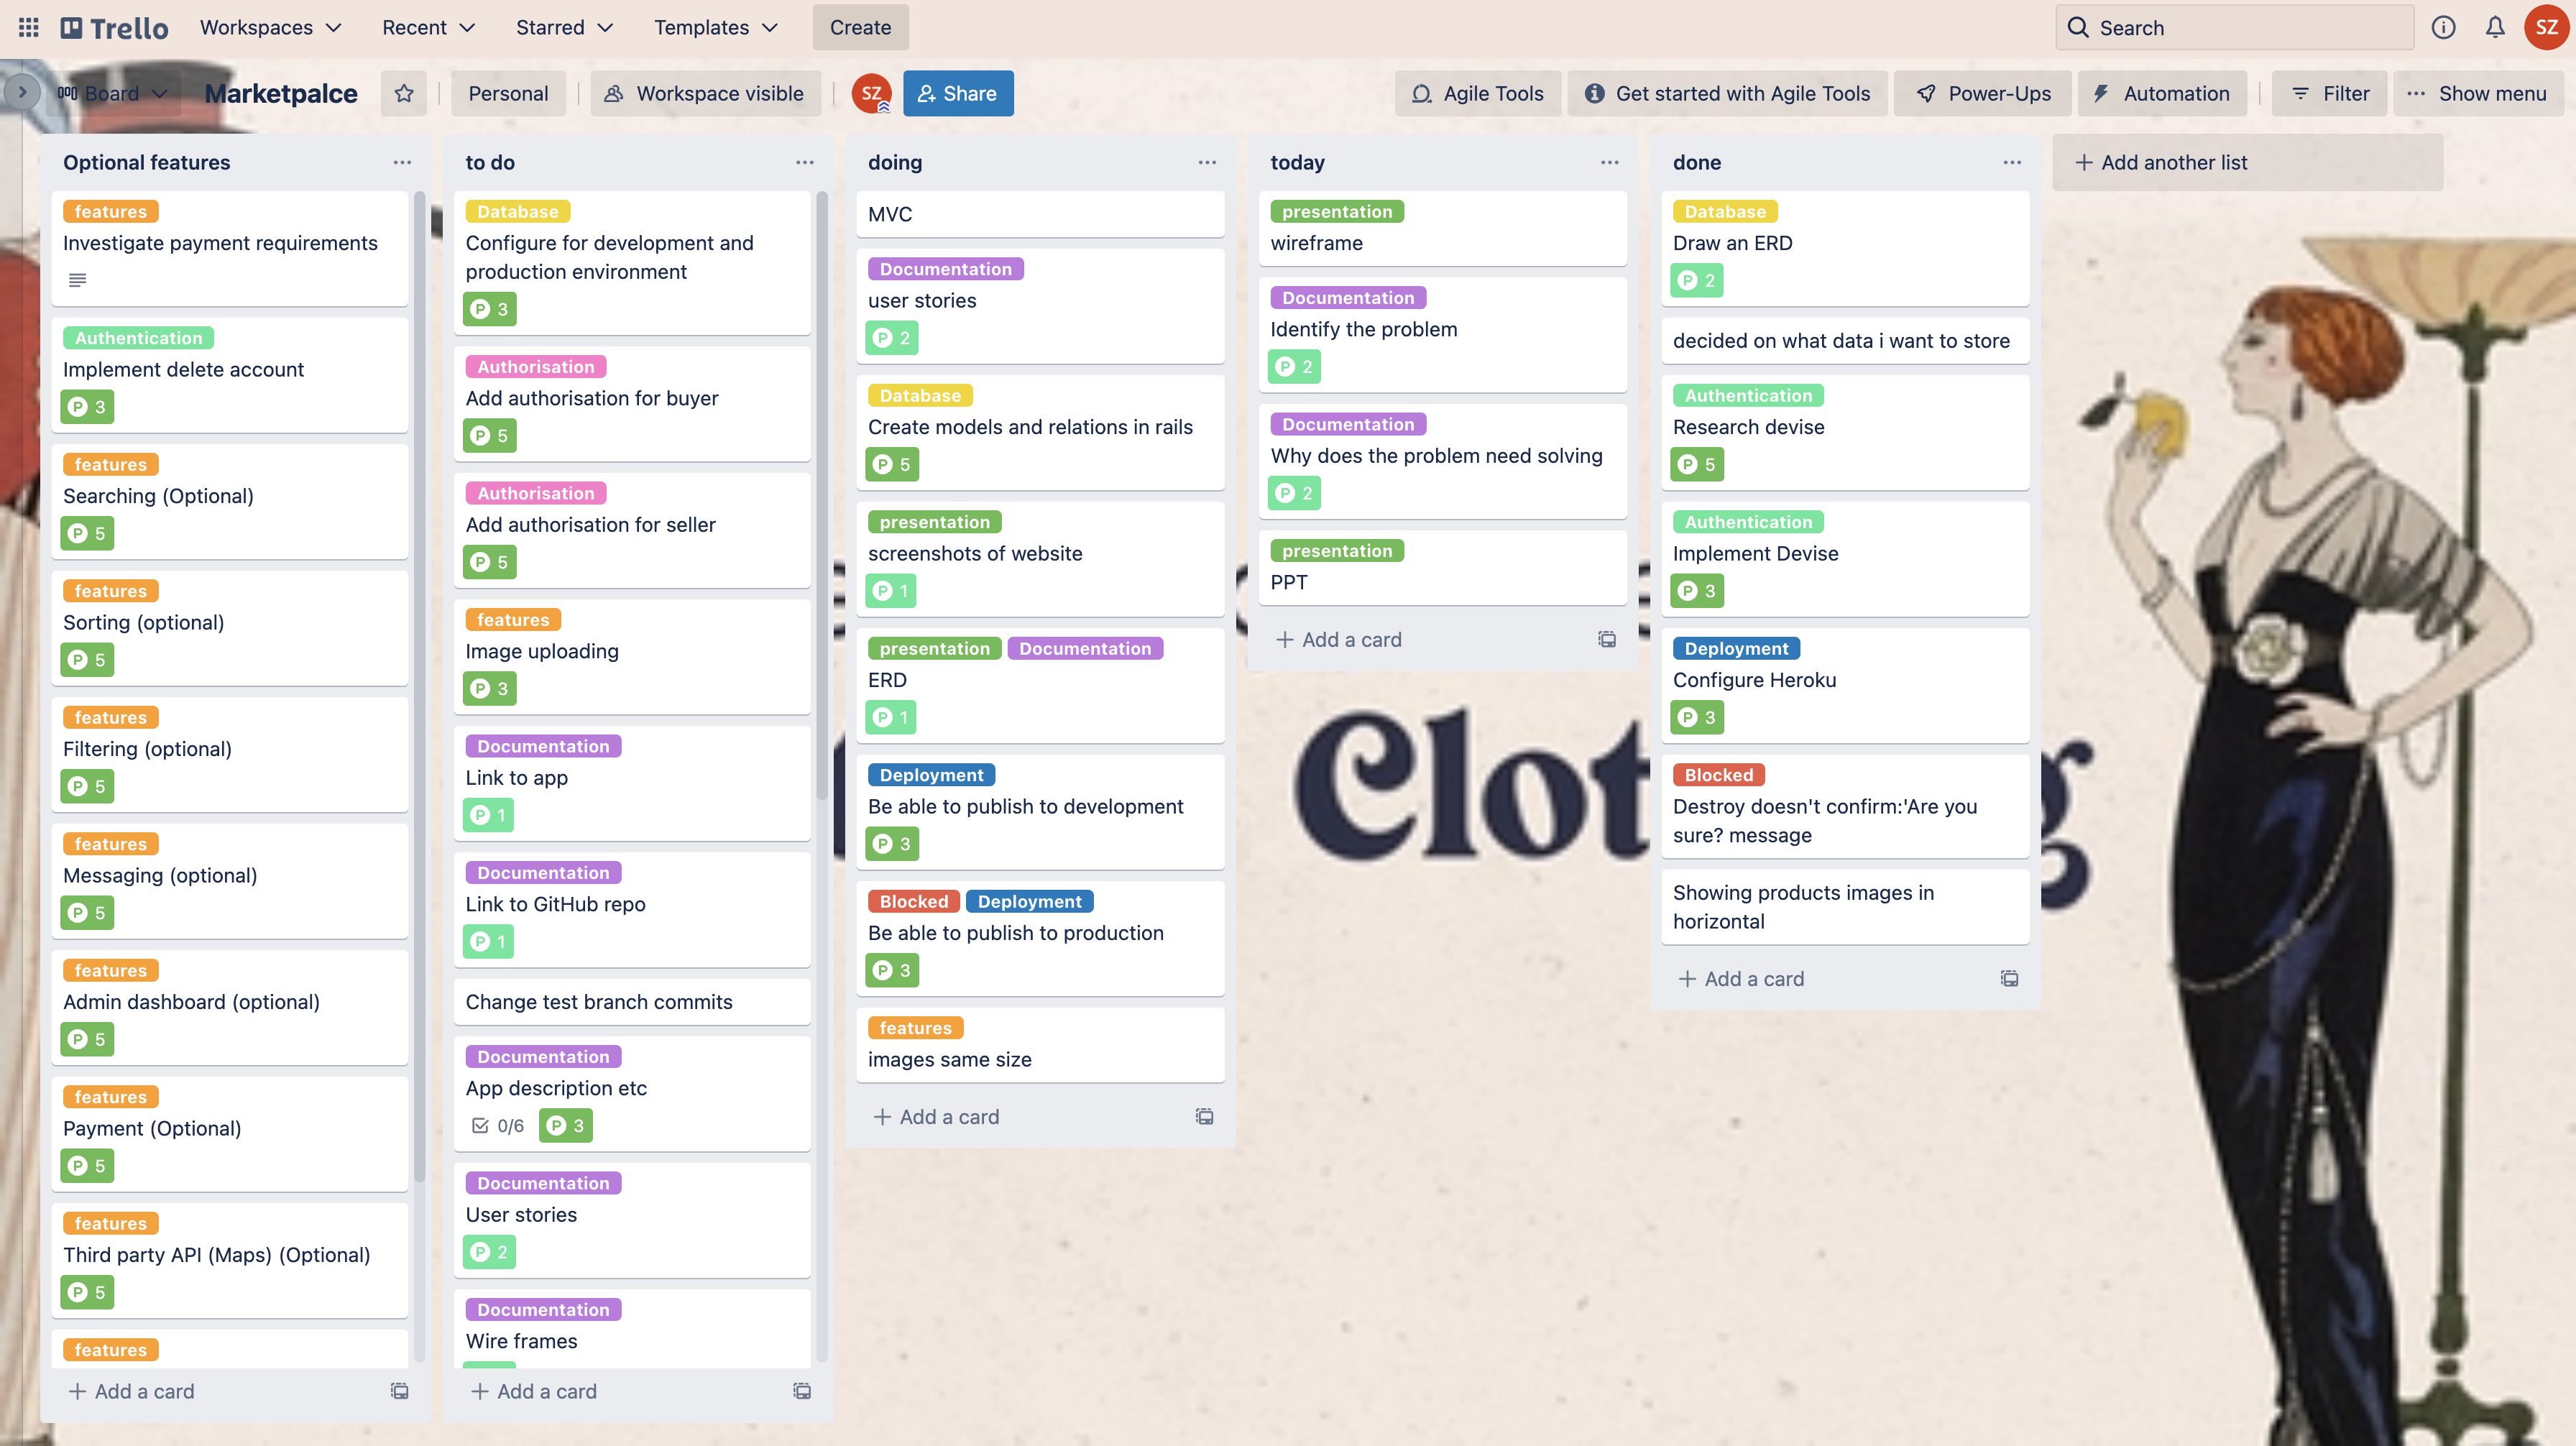 Trello
Workspaces
Recent
Starred
Templates
Create
Search
SZ
Board
Marketpalce
Personal
Workspace visible
SZ
Share
Agile Tools
Get started with Agile Tools
Power-Ups
Automation
Filter
Show menu
Optional features
features
Investigate payment requirements
Authentication
Implement delete account
P 3
features
Searching (Optional)
P 5
features
Sorting (optional)
P 5
features
Filtering (optional)
P 5
features
Messaging (optional)
P 5
features
Admin dashboard (optional)
P 5
features
Payment (Optional)
P 5
features
Third party API (Maps) (Optional)
P 5
features
Add a card
to do
Database
Configure for development and
production environment
P 3
Authorisation
Add authorisation for buyer
P 5
Authorisation
Add authorisation for seller
P 5
features
Image uploading
P 3
Documentation
Link to app
P 1
Documentation
Link to GitHub repo
P 1
Change test branch commits
Documentation
App description etc
0/6 P 3
Documentation
User stories
P 2
Documentation
Wire frames
Add a card
doing
MVC
Documentation
user stories
P 2
Database
Create models and relations in rails
P 5
presentation
screenshots of website
P 1
presentation Documentation
ERD
P 1
Deployment
Be able to publish to development
P 3
Blocked Deployment
Be able to publish to production
P 3
features
images same size
Add a card
today
presentation
wireframe
Documentation
Identify the problem
P 2
Documentation
Why does the problem need solving
P 2
presentation
PPT
Add a card
done
Database
Draw an ERD
P 2
decided on what data i want to store
Authentication
Research devise
P 5
Authentication
Implement Devise
P 3
Deployment
Configure Heroku
P 3
Blocked
Destroy doesn't confirm:'Are you
sure? message
Showing products images in
horizontal
Add a card
Add another list
Clot g